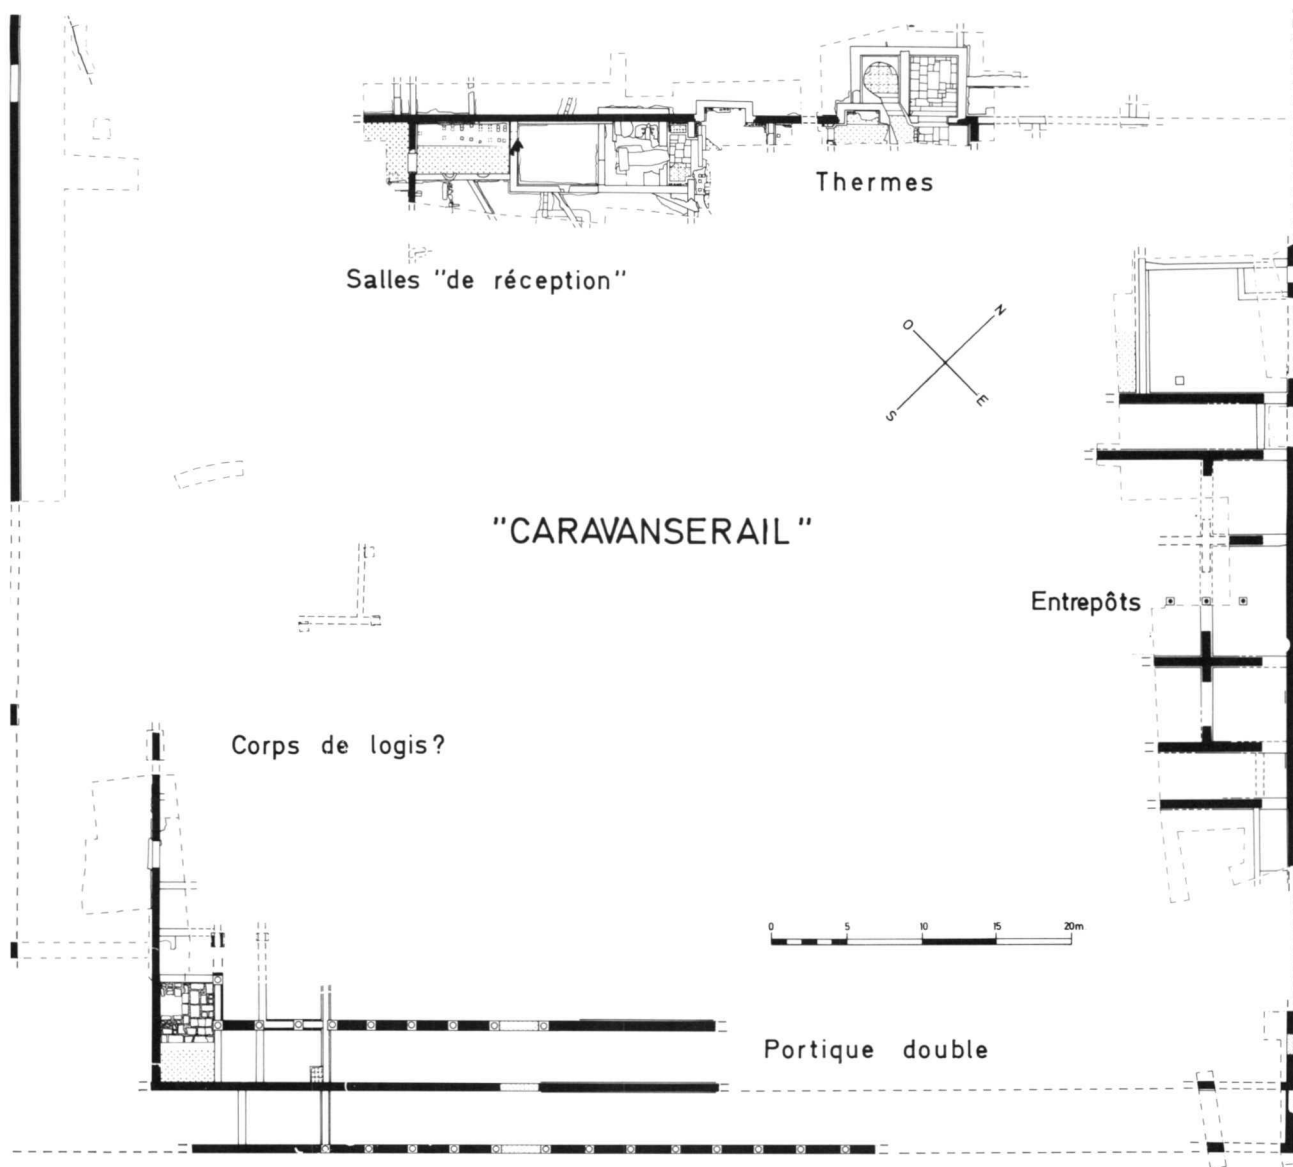 Thermes
Salles "de réception"
N
O
E
S
"CARAVANSERAIL"
Entrepôts
Corps de logis?
0 5 10 15 20m
Portique double